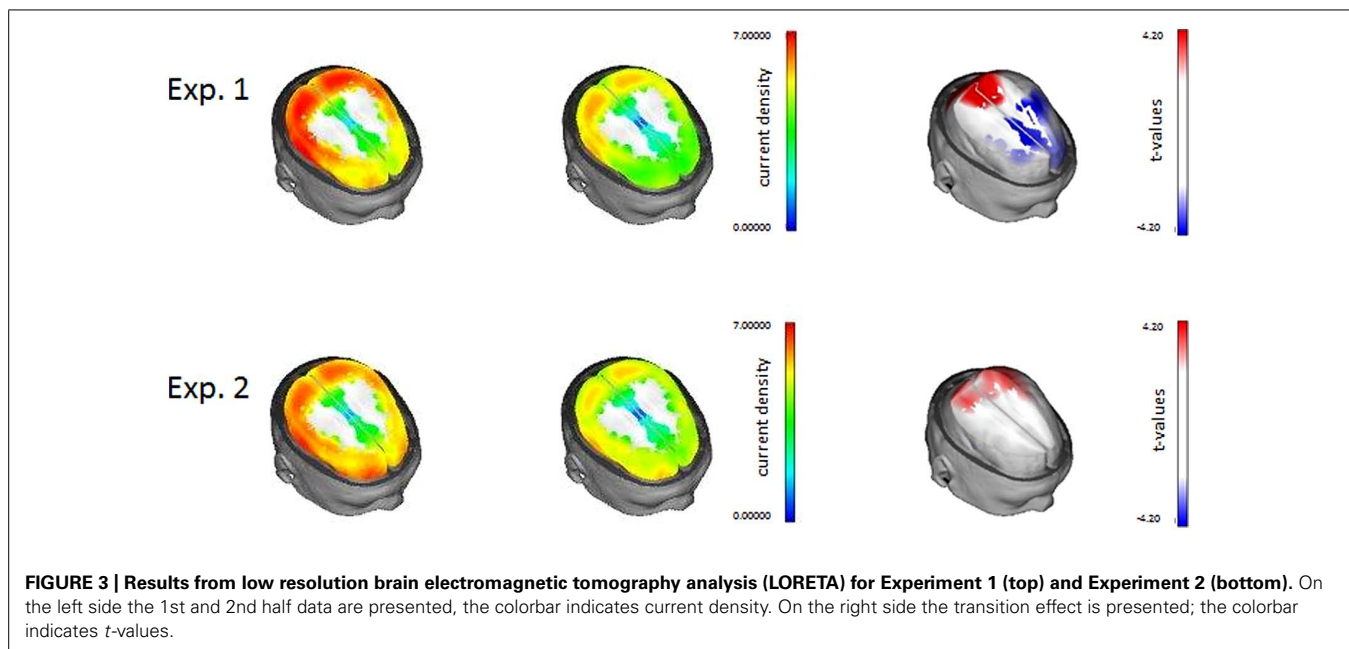 Exp. 1
7.00000
current density
0.00000
4.20
t-values
-4.20
Exp. 2
7.00000
current density
0.00000
4.20
t-values
-4.20
FIGURE 3 | Results from low resolution brain electromagnetic tomography analysis (LORETA) for Experiment 1 (top) and Experiment 2 (bottom). On
the left side the 1st and 2nd half data are presented, the colorbar indicates current density. On the right side the transition effect is presented; the colorbar
indicates t-values.